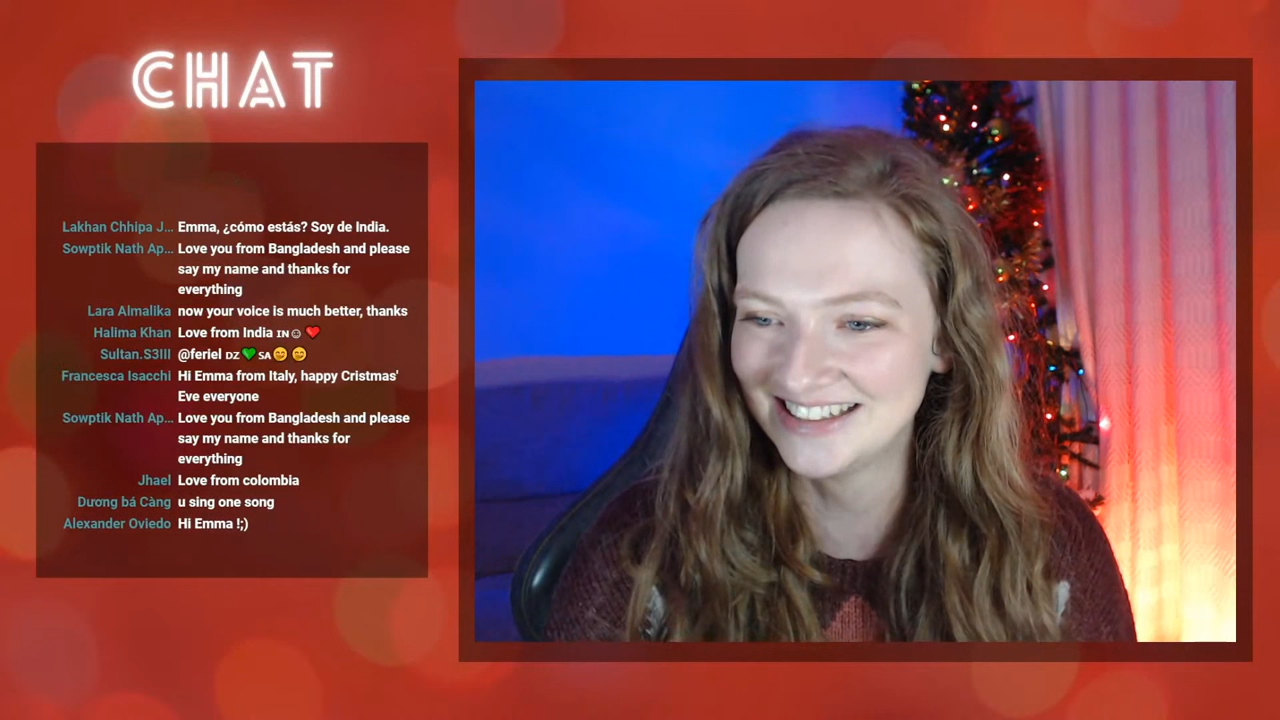 CHAT
Lakhan Chhipa J... Emma, ¿cómo estás? Soy de India.
Sowptik Nath Ap... Love you from Bangladesh and please
say my name and thanks for
everything
Lara Almalika now your voice is much better, thanks
Halima Khan Love from India IN☺️❤️
Sultan.S3III @feriel DZ💚SA😊😊
Francesca Isacchi Hi Emma from Italy, happy Cristmas'
Eve everyone
Sowptik Nath Ap... Love you from Bangladesh and please
say my name and thanks for
everything
Jhael Love from colombia
Dương bá Càng u sing one song
Alexander Oviedo Hi Emma !;)